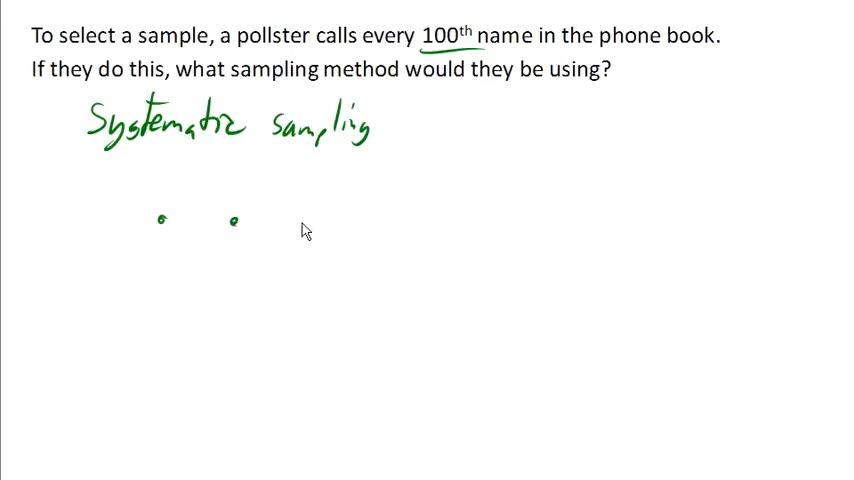 To select a sample, a pollster calls every 100th name in the phone book.
If they do this, what sampling method would they be using?
Systematic sampling